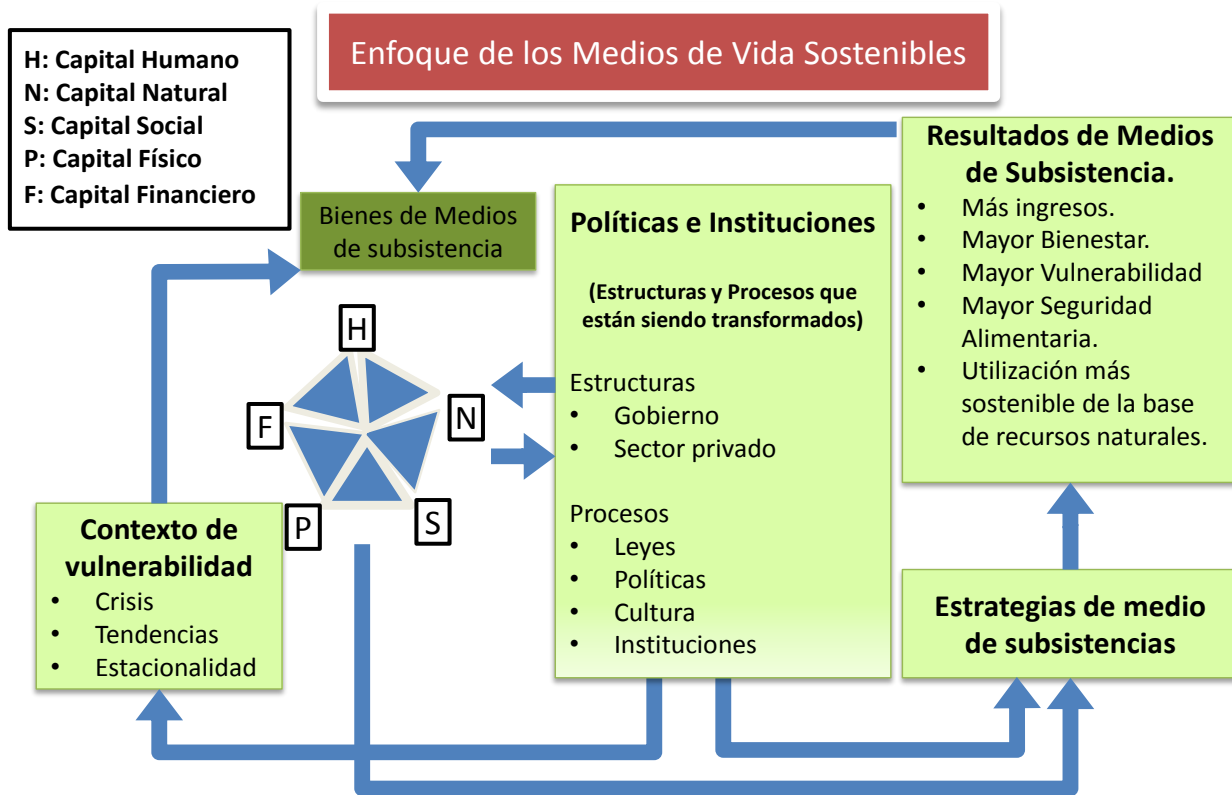 H: Capital Humano
N: Capital Natural
S: Capital Social
P: Capital Físico
F: Capital Financiero
Enfoque de los Medios de Vida Sostenibles
Bienes de Medios
de subsistencia
H
N
F
P
S
Contexto de
vulnerabilidad
• Crisis
• Tendencias
• Estacionalidad
Políticas e Instituciones
(Estructuras y Procesos que
están siendo transformados)
Estructuras
• Gobierno
• Sector privado
Procesos
• Leyes
• Políticas
• Cultura
• Instituciones
Resultados de Medios
de Subsistencia.
• Más ingresos.
• Mayor Bienestar.
• Mayor Vulnerabilidad
• Mayor Seguridad
Alimentaria.
• Utilización más
sostenible de la base
de recursos naturales.
Estrategias de medio
de subsistencias